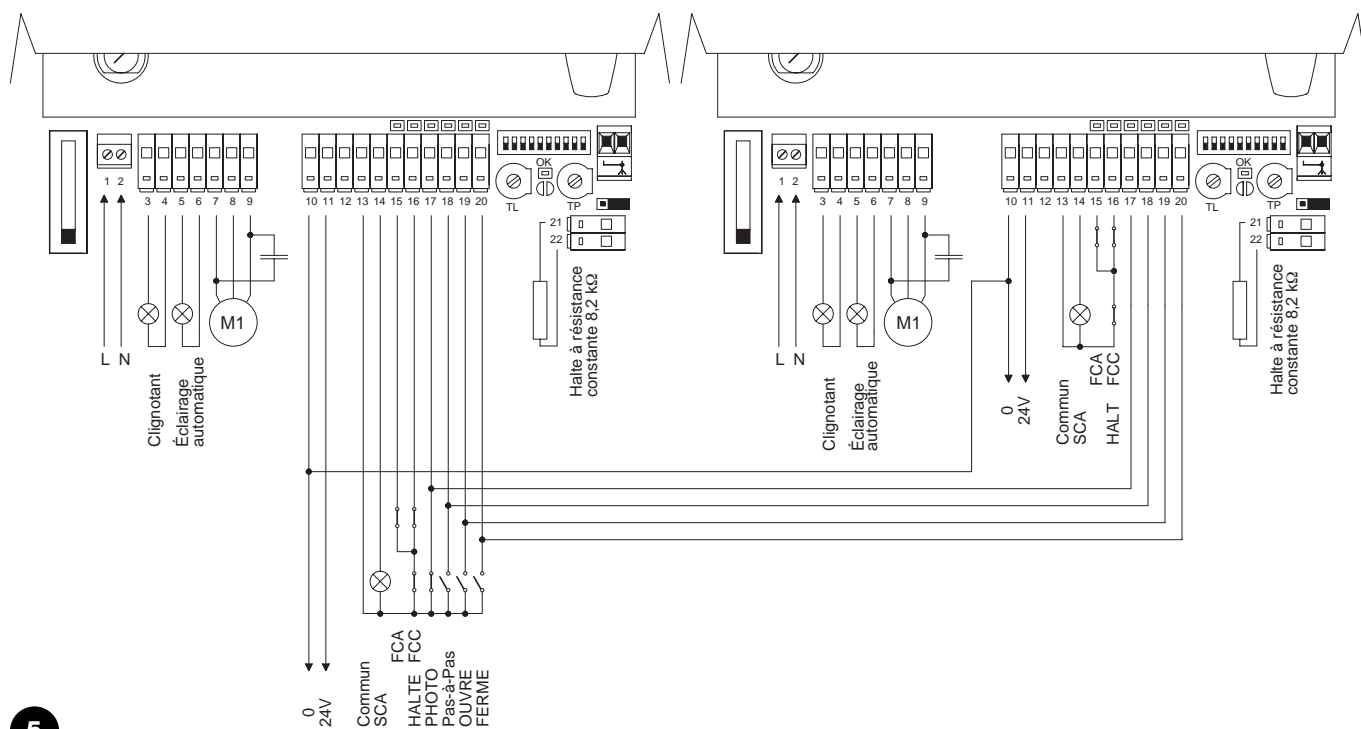 OK
OK
1 2
3 4 5 6 7 8 9
10 11 12 13 14 15 16 17 18 19 20
TL
TP
21
22
1 2
3 4 5 6 7 8 9
10 11 12 13 14 15 16 17 18 19 20
TL
TP
21
22
M1
M1
L N
L N
Clignotant
Éclairage
automatique
Halte à résistance
constante 8,2 kΩ
Clignotant
Éclairage
automatique
0
24V
Commun
SCA
FCA
FCC
HALT
Halte à résistance
constante 8,2 kΩ
0
24V
Commun
SCA
FCA
FCC
HALTE
PHOTO
Pas-à-Pas
OUVRE
FERME
5